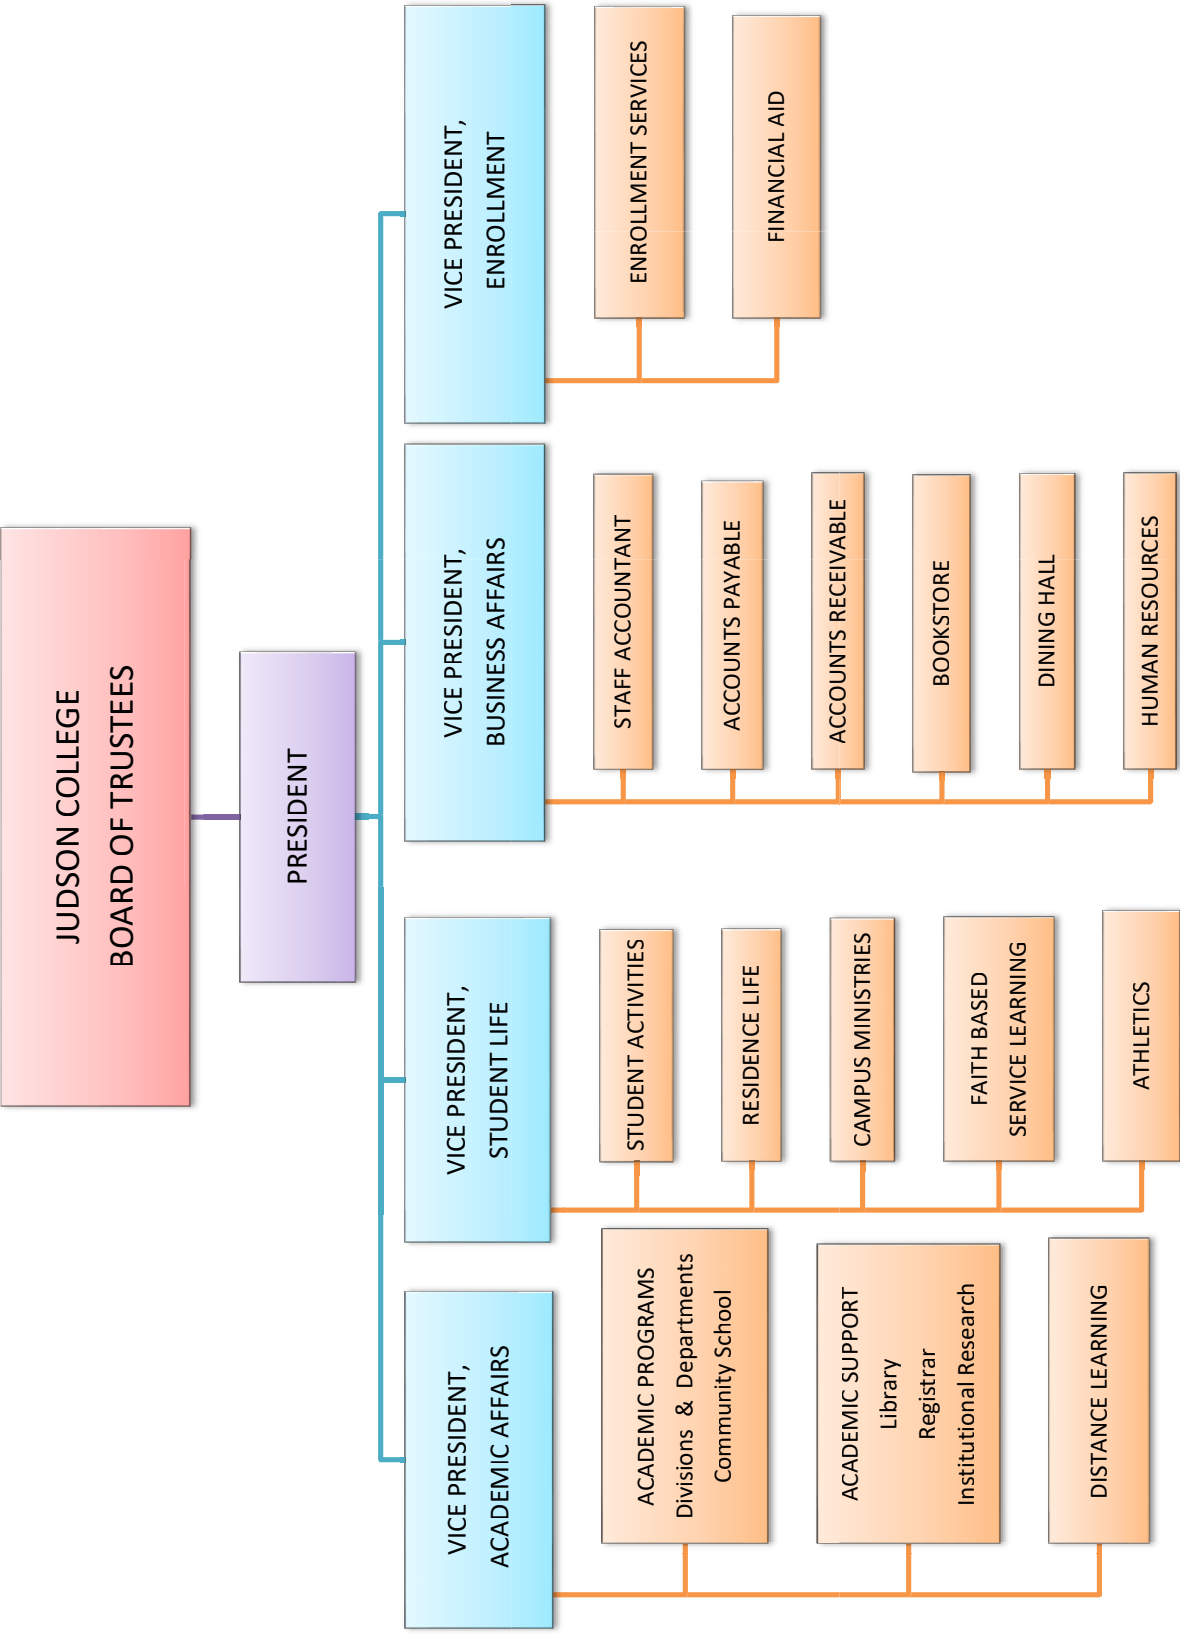 JUDSON COLLEGE
BOARD OF TRUSTEES
PRESIDENT
VICE PRESIDENT,
ACADEMIC AFFAIRS
ACADEMIC PROGRAMS
Divisions & Departments
Community School
ACADEMIC SUPPORT
Library
Registrar
Institutional Research
DISTANCE LEARNING
VICE PRESIDENT,
STUDENT LIFE
STUDENT ACTIVITIES
RESIDENCE LIFE
CAMPUS MINISTRIES
FAITH BASED
SERVICE LEARNING
ATHLETICS
VICE PRESIDENT,
BUSINESS AFFAIRS
STAFF ACCOUNTANT
ACCOUNTS PAYABLE
ACCOUNTS RECEIVABLE
BOOKSTORE
DINING HALL
HUMAN RESOURCES
VICE PRESIDENT,
ENROLLMENT
ENROLLMENT SERVICES
FINANCIAL AID